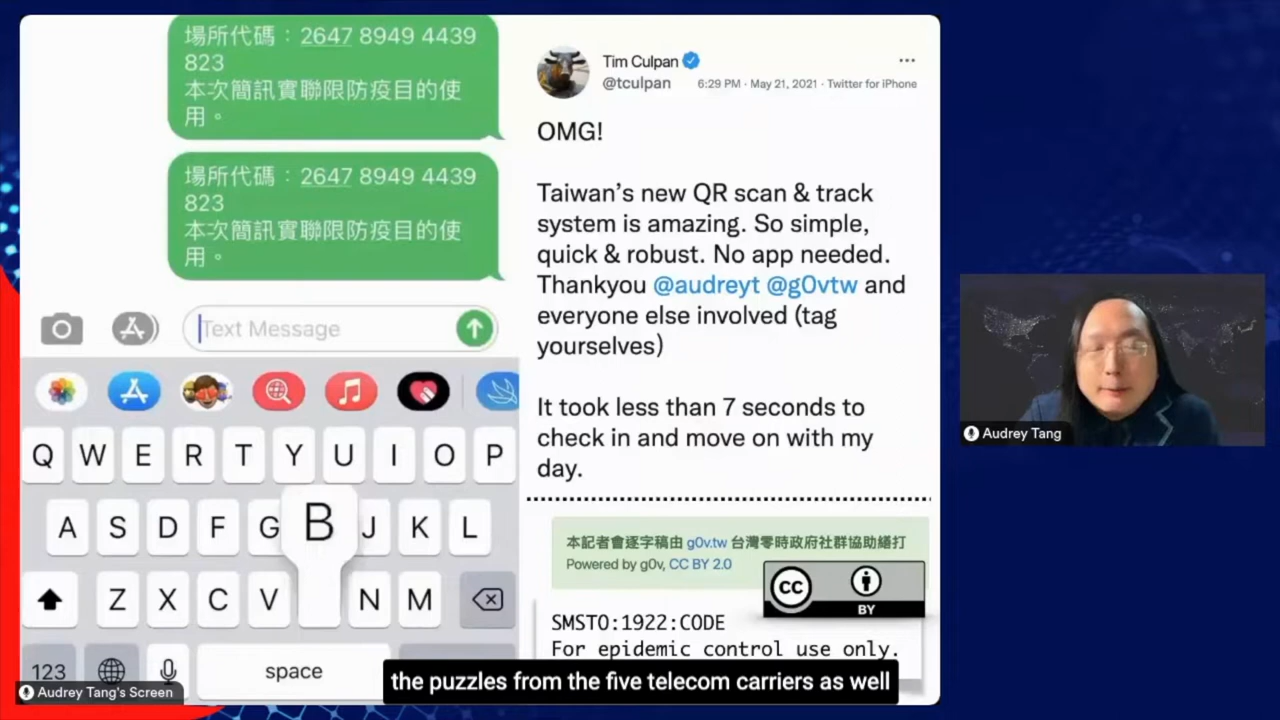 場所代碼：2647 8949 4439
823
本次簡訊實聯限防疫目的使
用。
場所代碼：2647 8949 4439
823
本次簡訊實聯限防疫目的使
用。
Text Message
Q W E R T Y U I O P
A S D F G B J K L
Z X C V N M
123
space
Audrey Tang's Screen
Tim Culpan
@tculpan
6:29 PM · May 21, 2021 · Twitter for iPhone
OMG!
Taiwan's new QR scan & track
system is amazing. So simple,
quick & robust. No app needed.
Thankyou @audreyt @g0vtw and
everyone else involved (tag
yourselves)
It took less than 7 seconds to
check in and move on with my
day.
本記者會逐字稿由 g0v.tw 台灣零時政府社群協助繕打
Powered by g0v, CC BY 2.0
CC
BY
SMSTO:1922:CODE
For epidemic control use only.
the puzzles from the five telecom carriers as well
Audrey Tang